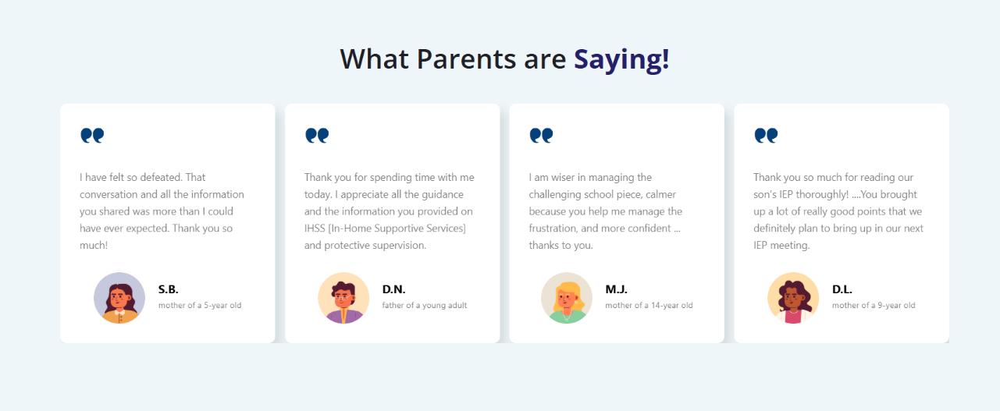 What Parents are Saying!
I have felt so defeated. That
conversation and all the information
you shared was more than I could
have ever expected. Thank you so
much!
S.B.
mother of a 5-year old
Thank you for spending time with me
today. I appreciate all the guidance
and the information you provided on
IHSS [In-Home Supportive Services]
and protective supervision.
D.N.
father of a young adult
I am wiser in managing the
challenging school piece, calmer
because you help me manage the
frustration, and more confident ...
thanks to you.
M.J.
mother of a 14-year old
Thank you so much for reading our
son's IEP thoroughly! ....You brought
up a lot of really good points that we
definitely plan to bring up in our next
IEP meeting.
D.L.
mother of a 9-year old